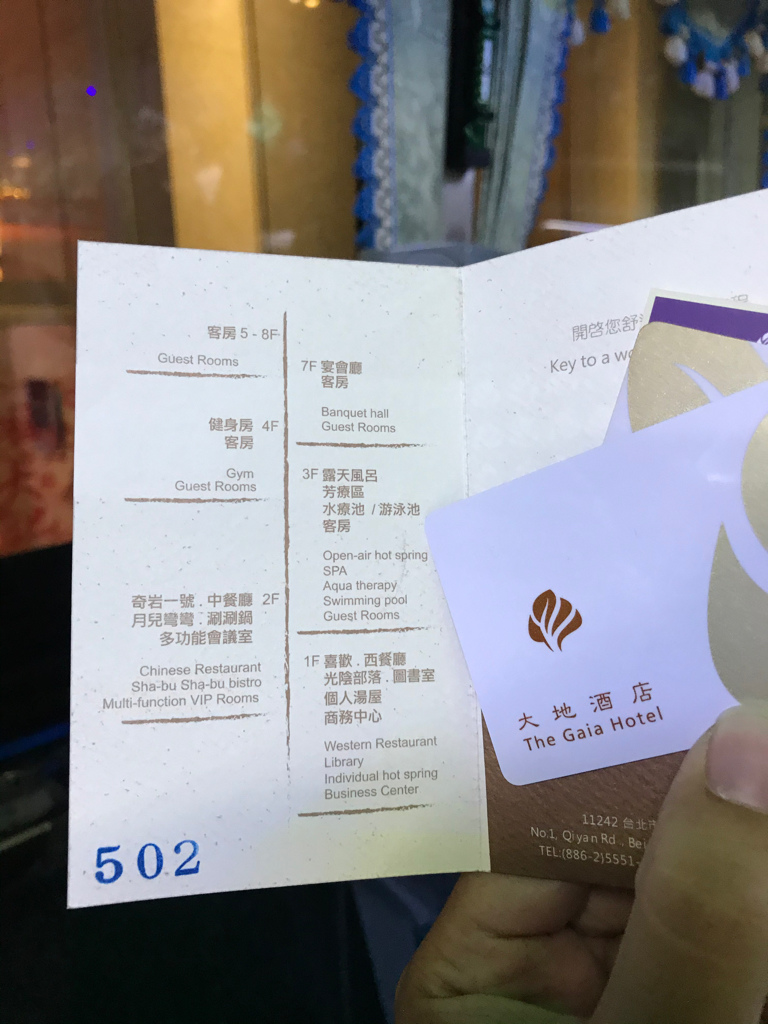 客房 5 - 8F
Guest Rooms
7F 宴會廳
客房
Banquet hall
Guest Rooms
健身房 4F
客房
Gym
Guest Rooms
3F 露天風呂
芳療區
水療池 / 游泳池
客房
Open-air hot spring
SPA
Aqua therapy
Swimming pool
Guest Rooms
奇岩一號 . 中餐廳 2F
月兒彎彎 . 涮涮鍋
多功能會議室
Chinese Restaurant
Sha-bu Sha-bu bistro
Multi-function VIP Rooms
1F 喜歡 . 西餐廳
光陰部落 . 圖書室
個人湯屋
商務中心
Western Restaurant
Library
Individual hot spring
Business Center
502
開啓您舒
Key to a
大地酒店
The Gaia Hotel
11242 台北
No.1, Qiyan Rd . Bei
TEL:(886-2)5551-